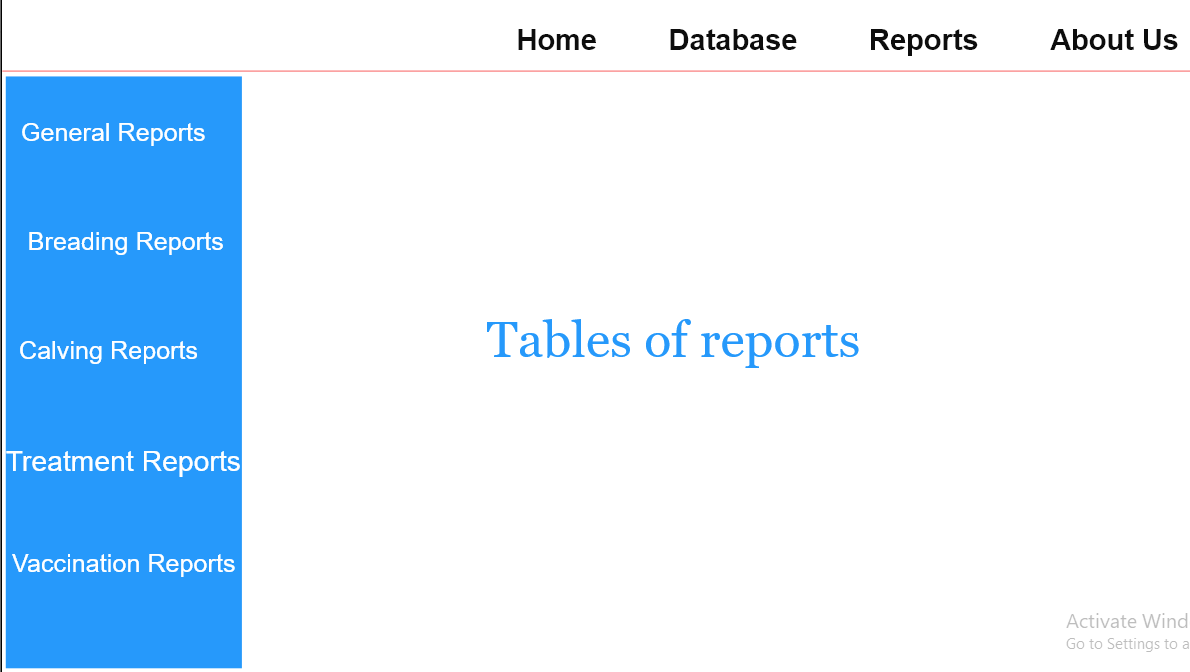 Home Database Reports About Us
General Reports
Breading Reports
Calving Reports
Tables of reports
Treatment Reports
Vaccination Reports
Activate Wind
Go to Settings to a